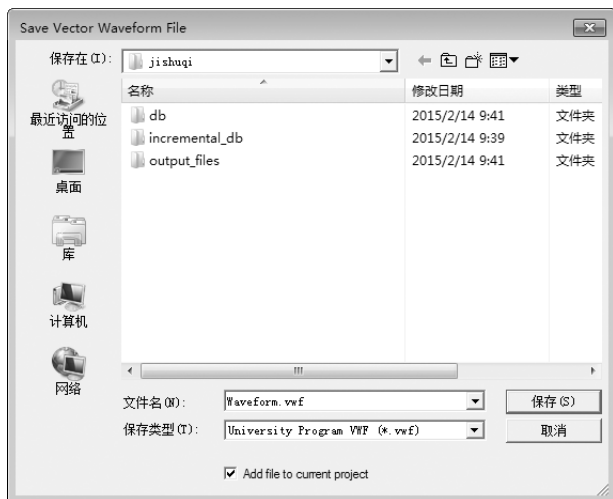 Save Vector Waveform File
保存在(I):
jishuqi
最近访问的位置
桌面
库
计算机
网络
名称 修改日期 类型
db 2015/2/14 9:41 文件夹
incremental_db 2015/2/14 9:39 文件夹
output_files 2015/2/14 9:41 文件夹
文件名(N): Waveform.vwf 保存(S)
保存类型(T): University Program VWF (*.vwf) 取消
Add file to current project